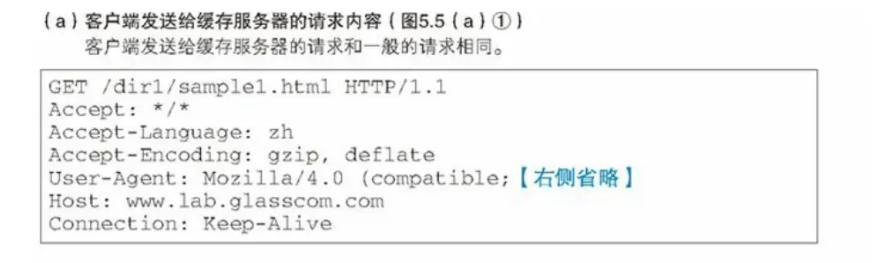 （a）客户端发送给缓存服务器的请求内容（图5.5（a）①）
客户端发送给缓存服务器的请求和一般的请求相同。
GET /dir1/sample1.html HTTP/1.1
Accept: */*
Accept-Language: zh
Accept-Encoding: gzip, deflate
User-Agent: Mozilla/4.0 (compatible;【右侧省略】
Host: www.lab.glasscom.com
Connection: Keep-Alive